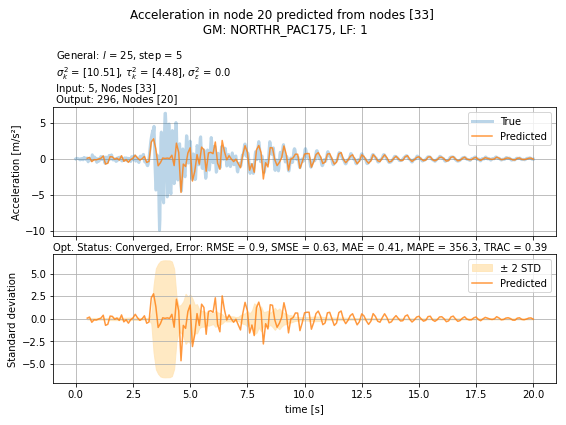 Acceleration in node 20 predicted from nodes [33]
GM: NORTHR_PAC175, LF: 1
General: l = 25, step = 5
σ²ₖ = [10.51], τ²ₖ = [4.48], σ²ₑ = 0.0
Input: 5, Nodes [33]
Output: 296, Nodes [20]
Acceleration [m/s²]
5
0
−5
−10
True
Predicted
Opt. Status: Converged, Error: RMSE = 0.9, SMSE = 0.63, MAE = 0.41, MAPE = 356.3, TRAC = 0.39
Standard deviation
5.0
2.5
0.0
−2.5
−5.0
± 2 STD
Predicted
0.0 2.5 5.0 7.5 10.0 12.5 15.0 17.5 20.0
time [s]